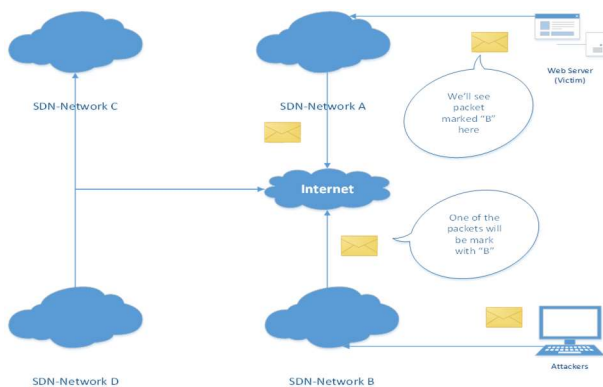 SDN-Network C
SDN-Network A
Web Server
(Victim)
We'll see
packet
marked "B"
here
Internet
One of the
packets will
be mark
with "B"
SDN-Network D
SDN-Network B
Attackers